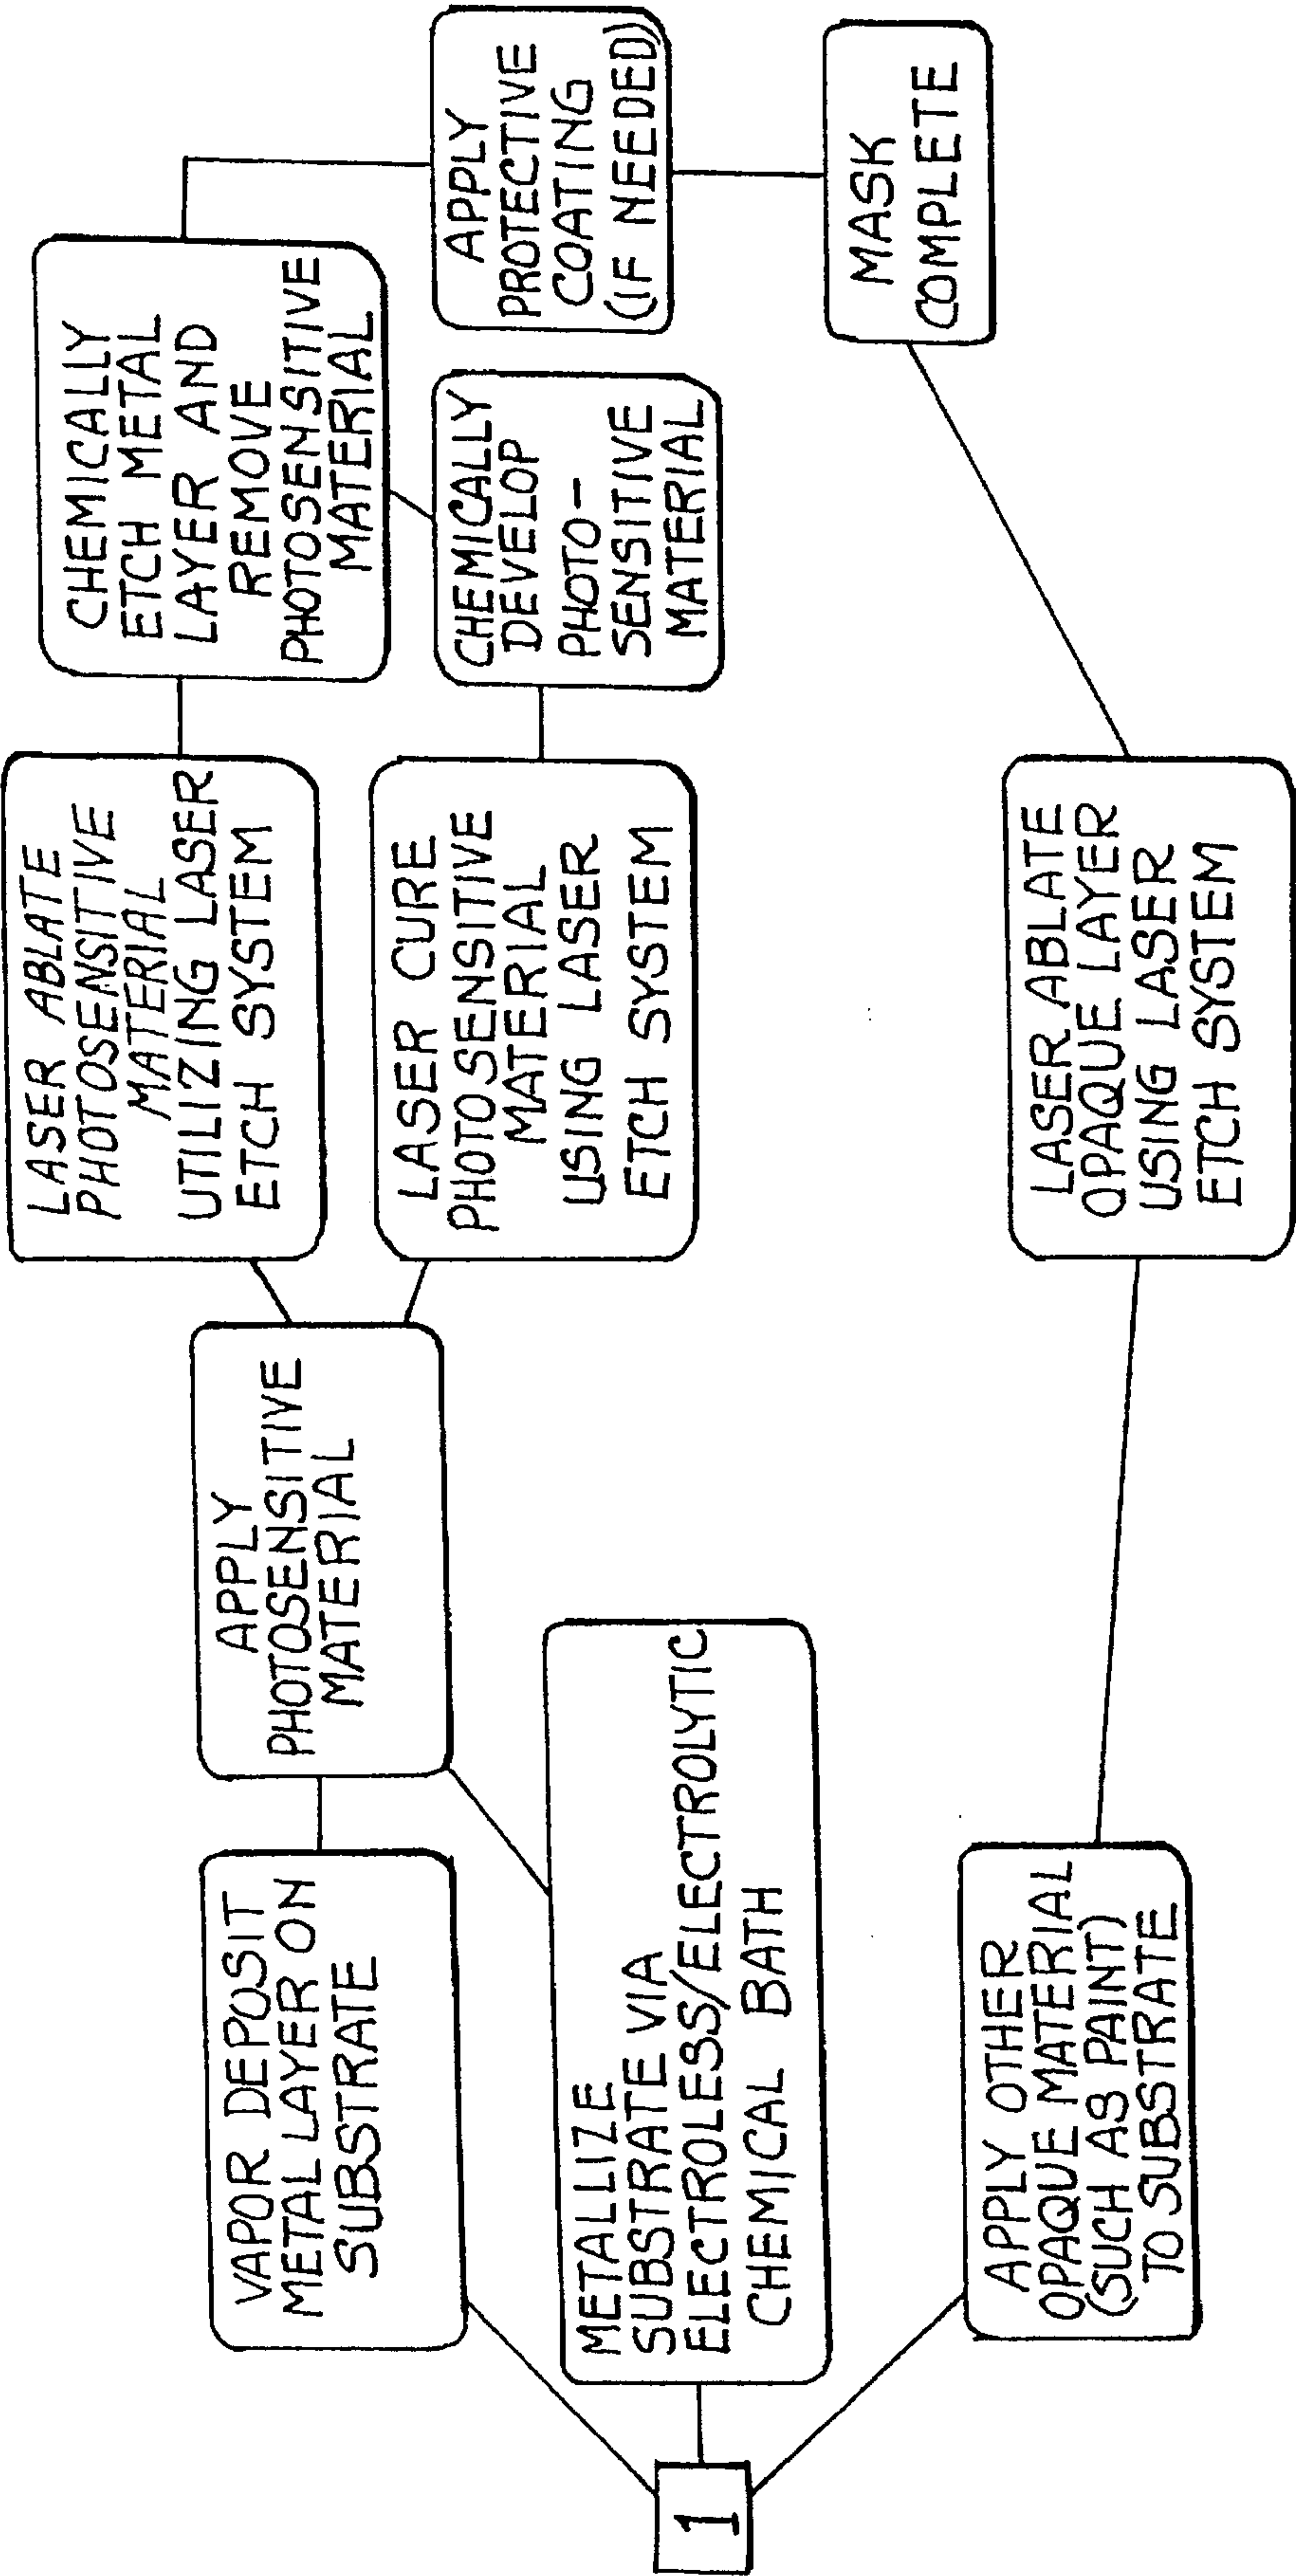 1
VAPOR DEPOSIT
METAL LAYER ON
SUBSTRATE
METALLIZE
SUBSTRATE VIA
ELECTROLESS/ELECTROLYTIC
CHEMICAL BATH
APPLY OTHER
OPAQUE MATERIAL
(SUCH AS PAINT)
TO SUBSTRATE
APPLY
PHOTOSENSITIVE
MATERIAL
LASER ABLATE
PHOTOSENSITIVE
MATERIAL
UTILIZING LASER
ETCH SYSTEM
LASER CURE
PHOTOSENSITIVE
MATERIAL
USING LASER
ETCH SYSTEM
LASER ABLATE
OPAQUE LAYER
USING LASER
ETCH SYSTEM
CHEMICALLY
ETCH METAL
LAYER AND
REMOVE
PHOTOSENSITIVE
MATERIAL
CHEMICALLY
DEVELOP
PHOTO-
SENSITIVE
MATERIAL
APPLY
PROTECTIVE
COATING
(IF NEEDED)
MASK
COMPLETE